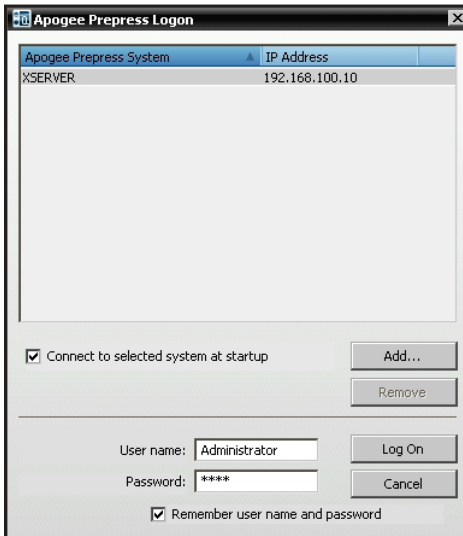 Apogee Prepress Logon
Apogee Prepress System IP Address
XSERVER 192.168.100.10
Connect to selected system at startup Add...
Remove
User name: Administrator Log On
Password: **** Cancel
Remember user name and password